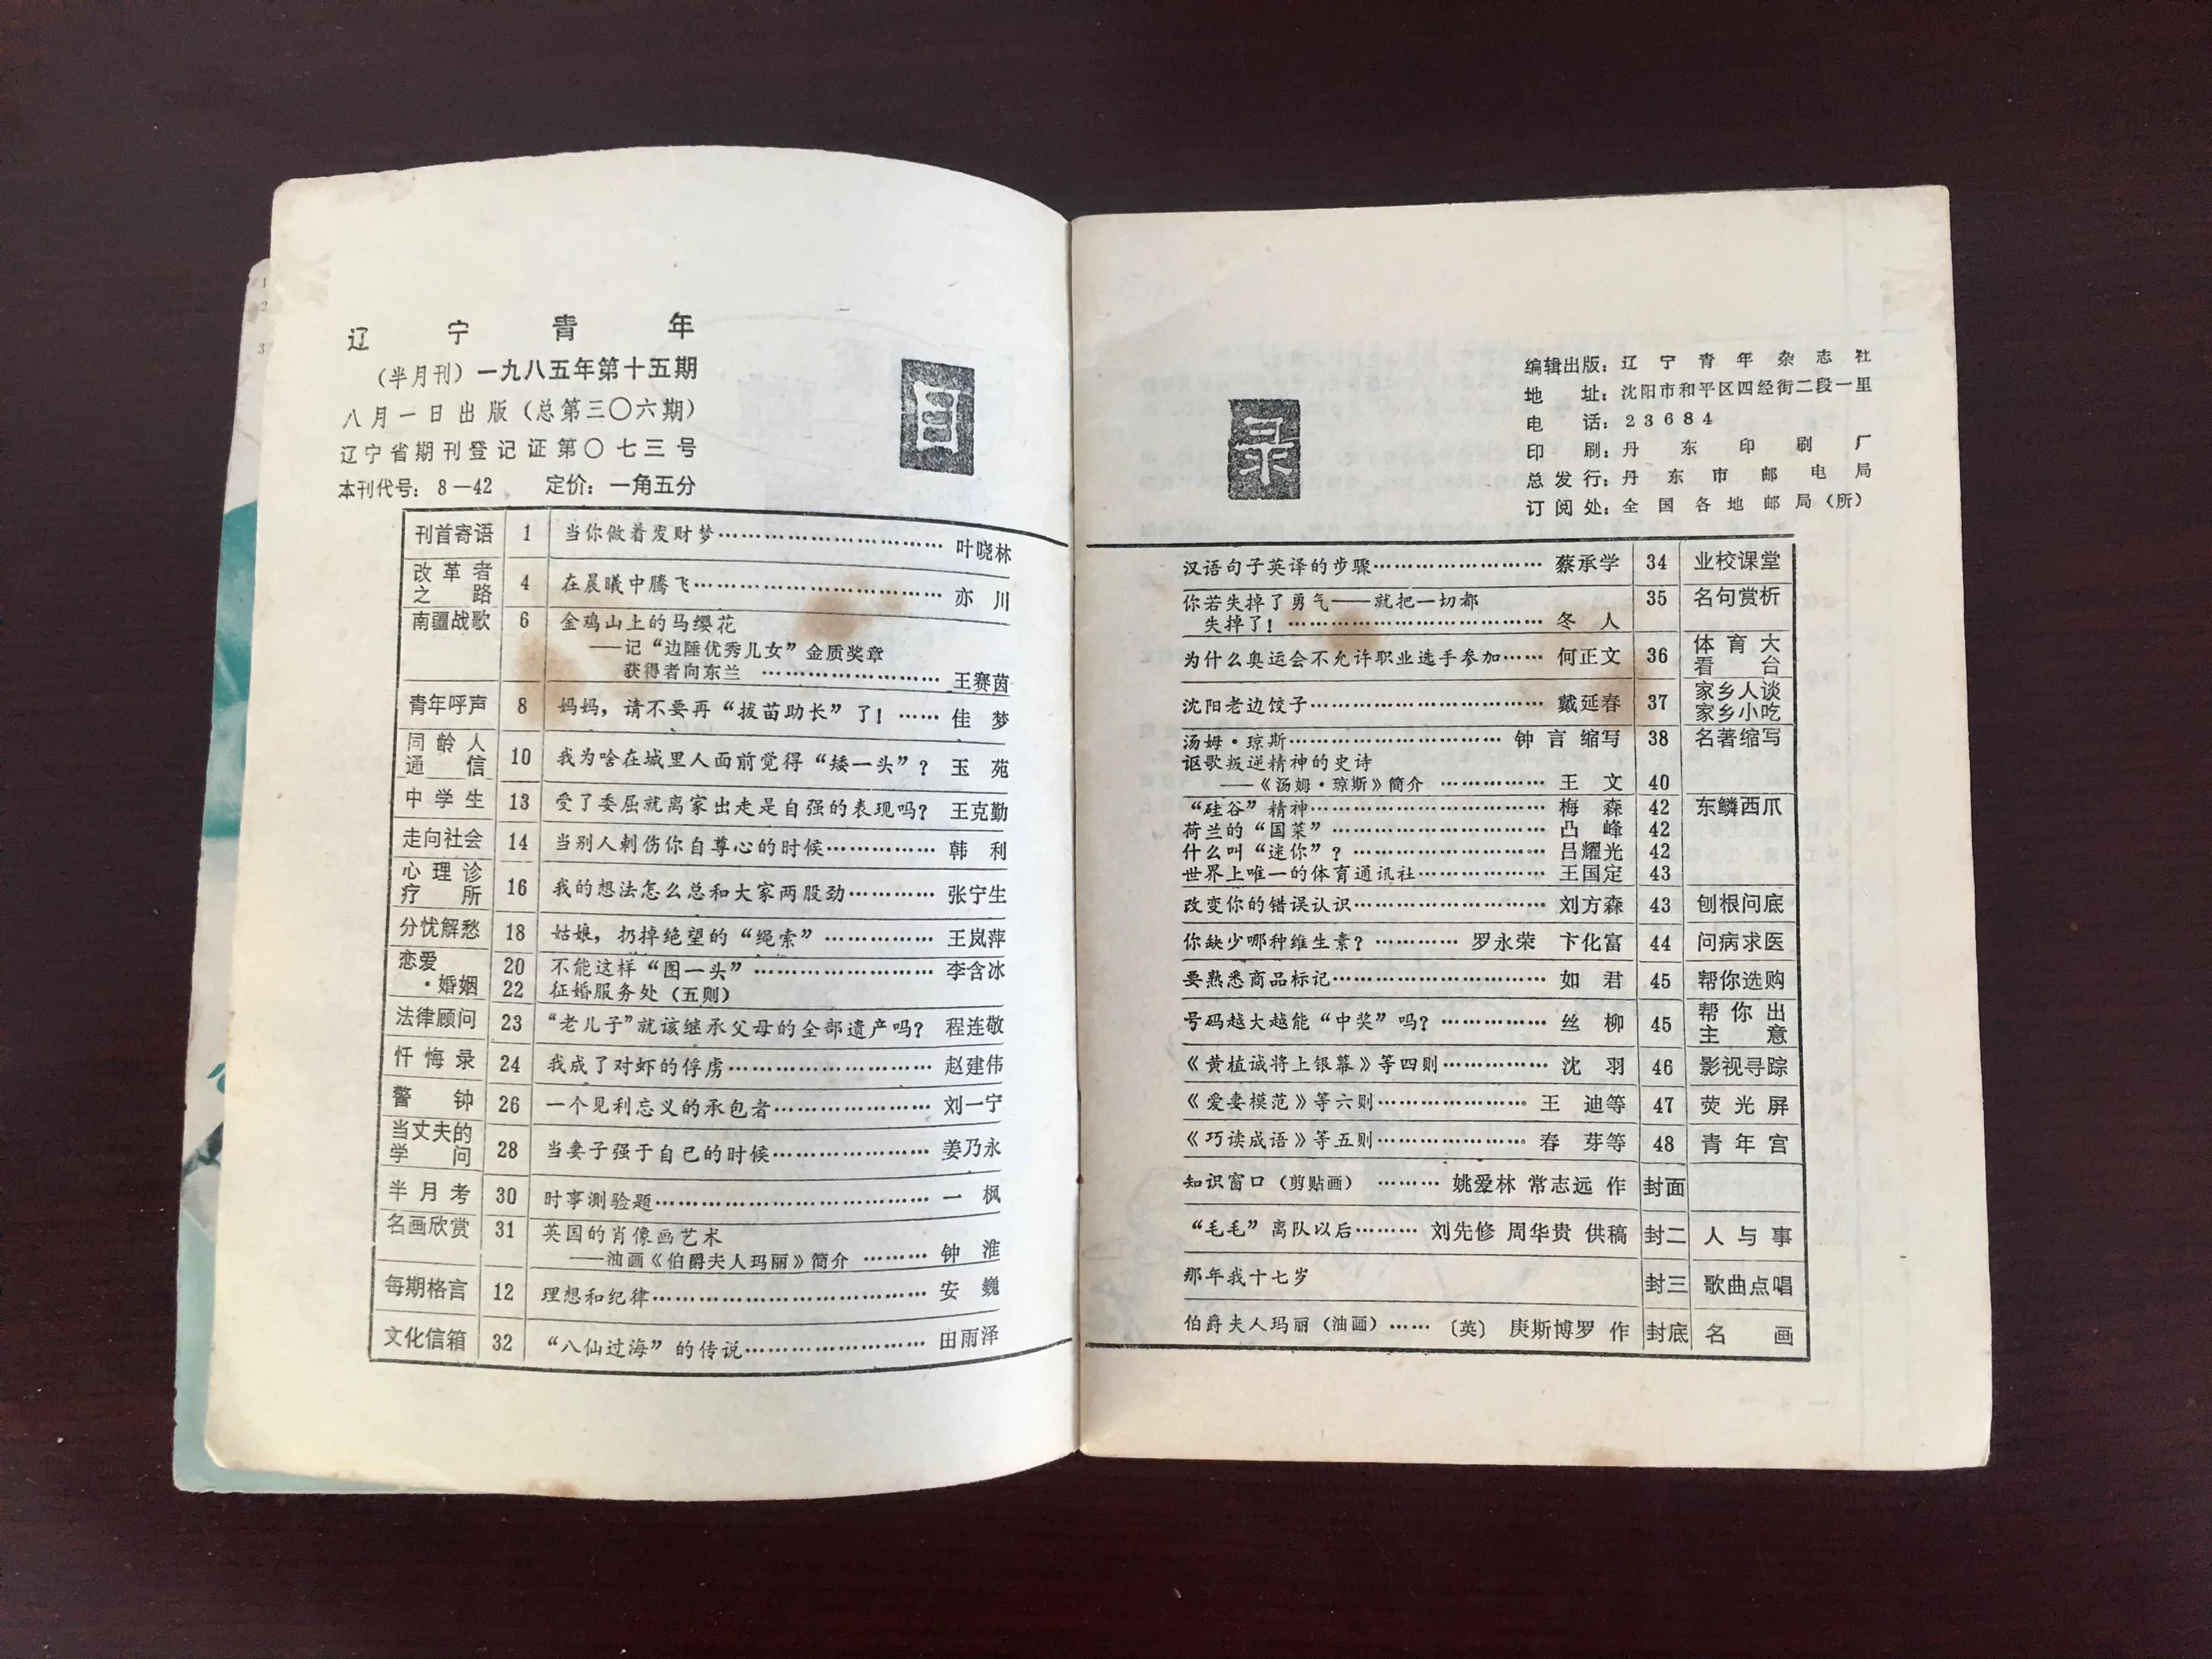 辽宁青年
（半月刊）一九八五年第十五期
八月一日出版（总第三〇六期）
辽宁省期刊登记证第〇七三号
本刊代号：8—42 定价：一角五分
目
刊首寄语 1 当你做着发财梦……………………… 叶晓林
改革者之路 4 在晨曦中腾飞……………………… 亦川
南疆战歌 6 金鸡山上的马缨花
——记“边陲优秀儿女”金质奖章
获得者向东兰 ………………… 王赛茵
青年呼声 8 妈妈，请不要再“拔苗助长”了！…… 佳梦
同龄人通信 10 我为啥在城里人面前觉得“矮一头”？ 玉苑
中学生 13 受了委屈就离家出走是自强的表现吗？ 王克勤
走向社会 14 当别人刺伤你自尊心的时候………… 韩利
心理诊疗所 16 我的想法怎么总和大家两股劲……… 张宁生
分忧解愁 18 姑娘，扔掉绝望的“绳索”………… 王岚萍
恋爱·婚姻 20 不能这样“图一头”………………… 李含冰
22 征婚服务处（五则）
法律顾问 23 “老儿子”就该继承父母的全部遗产吗？ 程连敬
忏悔录 24 我成了对虾的俘虏………………… 赵建伟
警钟 26 一个见利忘义的承包者…………… 刘一宁
当丈夫的学问 28 当妻子强于自己的时候…………… 姜乃永
半月考 30 时事测验题………………………… 一枫
名画欣赏 31 英国的肖像画艺术
——油画《伯爵夫人玛丽》简介 ……… 钟淮
每期格言 12 理想和纪律………………………… 安巍
文化信箱 32 “八仙过海”的传说………………… 田雨泽
录
编辑出版：辽宁青年杂志社
地址：沈阳市和平区四经街二段一里
电话：23684
印刷：丹东印刷厂
总发行：丹东市邮电局
订阅处：全国各地邮局（所）
汉语句子英译的步骤………………… 蔡承学 34 业校课堂
你若失掉了勇气——就把一切都 35 名句赏析
失掉了！………………………… 冬人
为什么奥运会不允许职业选手参加…… 何正文 36 体育大看台
沈阳老边饺子……………………… 戴延春 37 家乡人谈家乡小吃
汤姆·琼斯……………………… 钟言 缩写 38 名著缩写
讴歌叛逆精神的史诗
——《汤姆·琼斯》简介 ………… 王文 40
“硅谷”精神……………………… 梅森 42 东鳞西爪
荷兰的“国菜”…………………… 凸峰 42
什么叫“迷你”？………………… 吕耀光 42
世界上唯一的体育通讯社…………… 王国定 43
改变你的错误认识………………… 刘方森 43 刨根问底
你缺少哪种维生素？……… 罗永荣 卞化富 44 问病求医
要熟悉商品标记…………………… 如君 45 帮你选购
号码越大越能“中奖”吗？………… 丝柳 45 帮你出主意
《黄植诚将上银幕》等四则………… 沈羽 46 影视寻踪
《爱妻模范》等六则……………… 王迪等 47 荧光屏
《巧读成语》等五则……………… 春芽等 48 青年宫
知识窗口（剪贴画）……… 姚爱林 常志远 作 封面
“毛毛”离队以后……… 刘先修 周华贵 供稿 封二 人与事
那年我十七岁 封三 歌曲点唱
伯爵夫人玛丽（油画）……〔英〕庚斯博罗 作 封底 名画